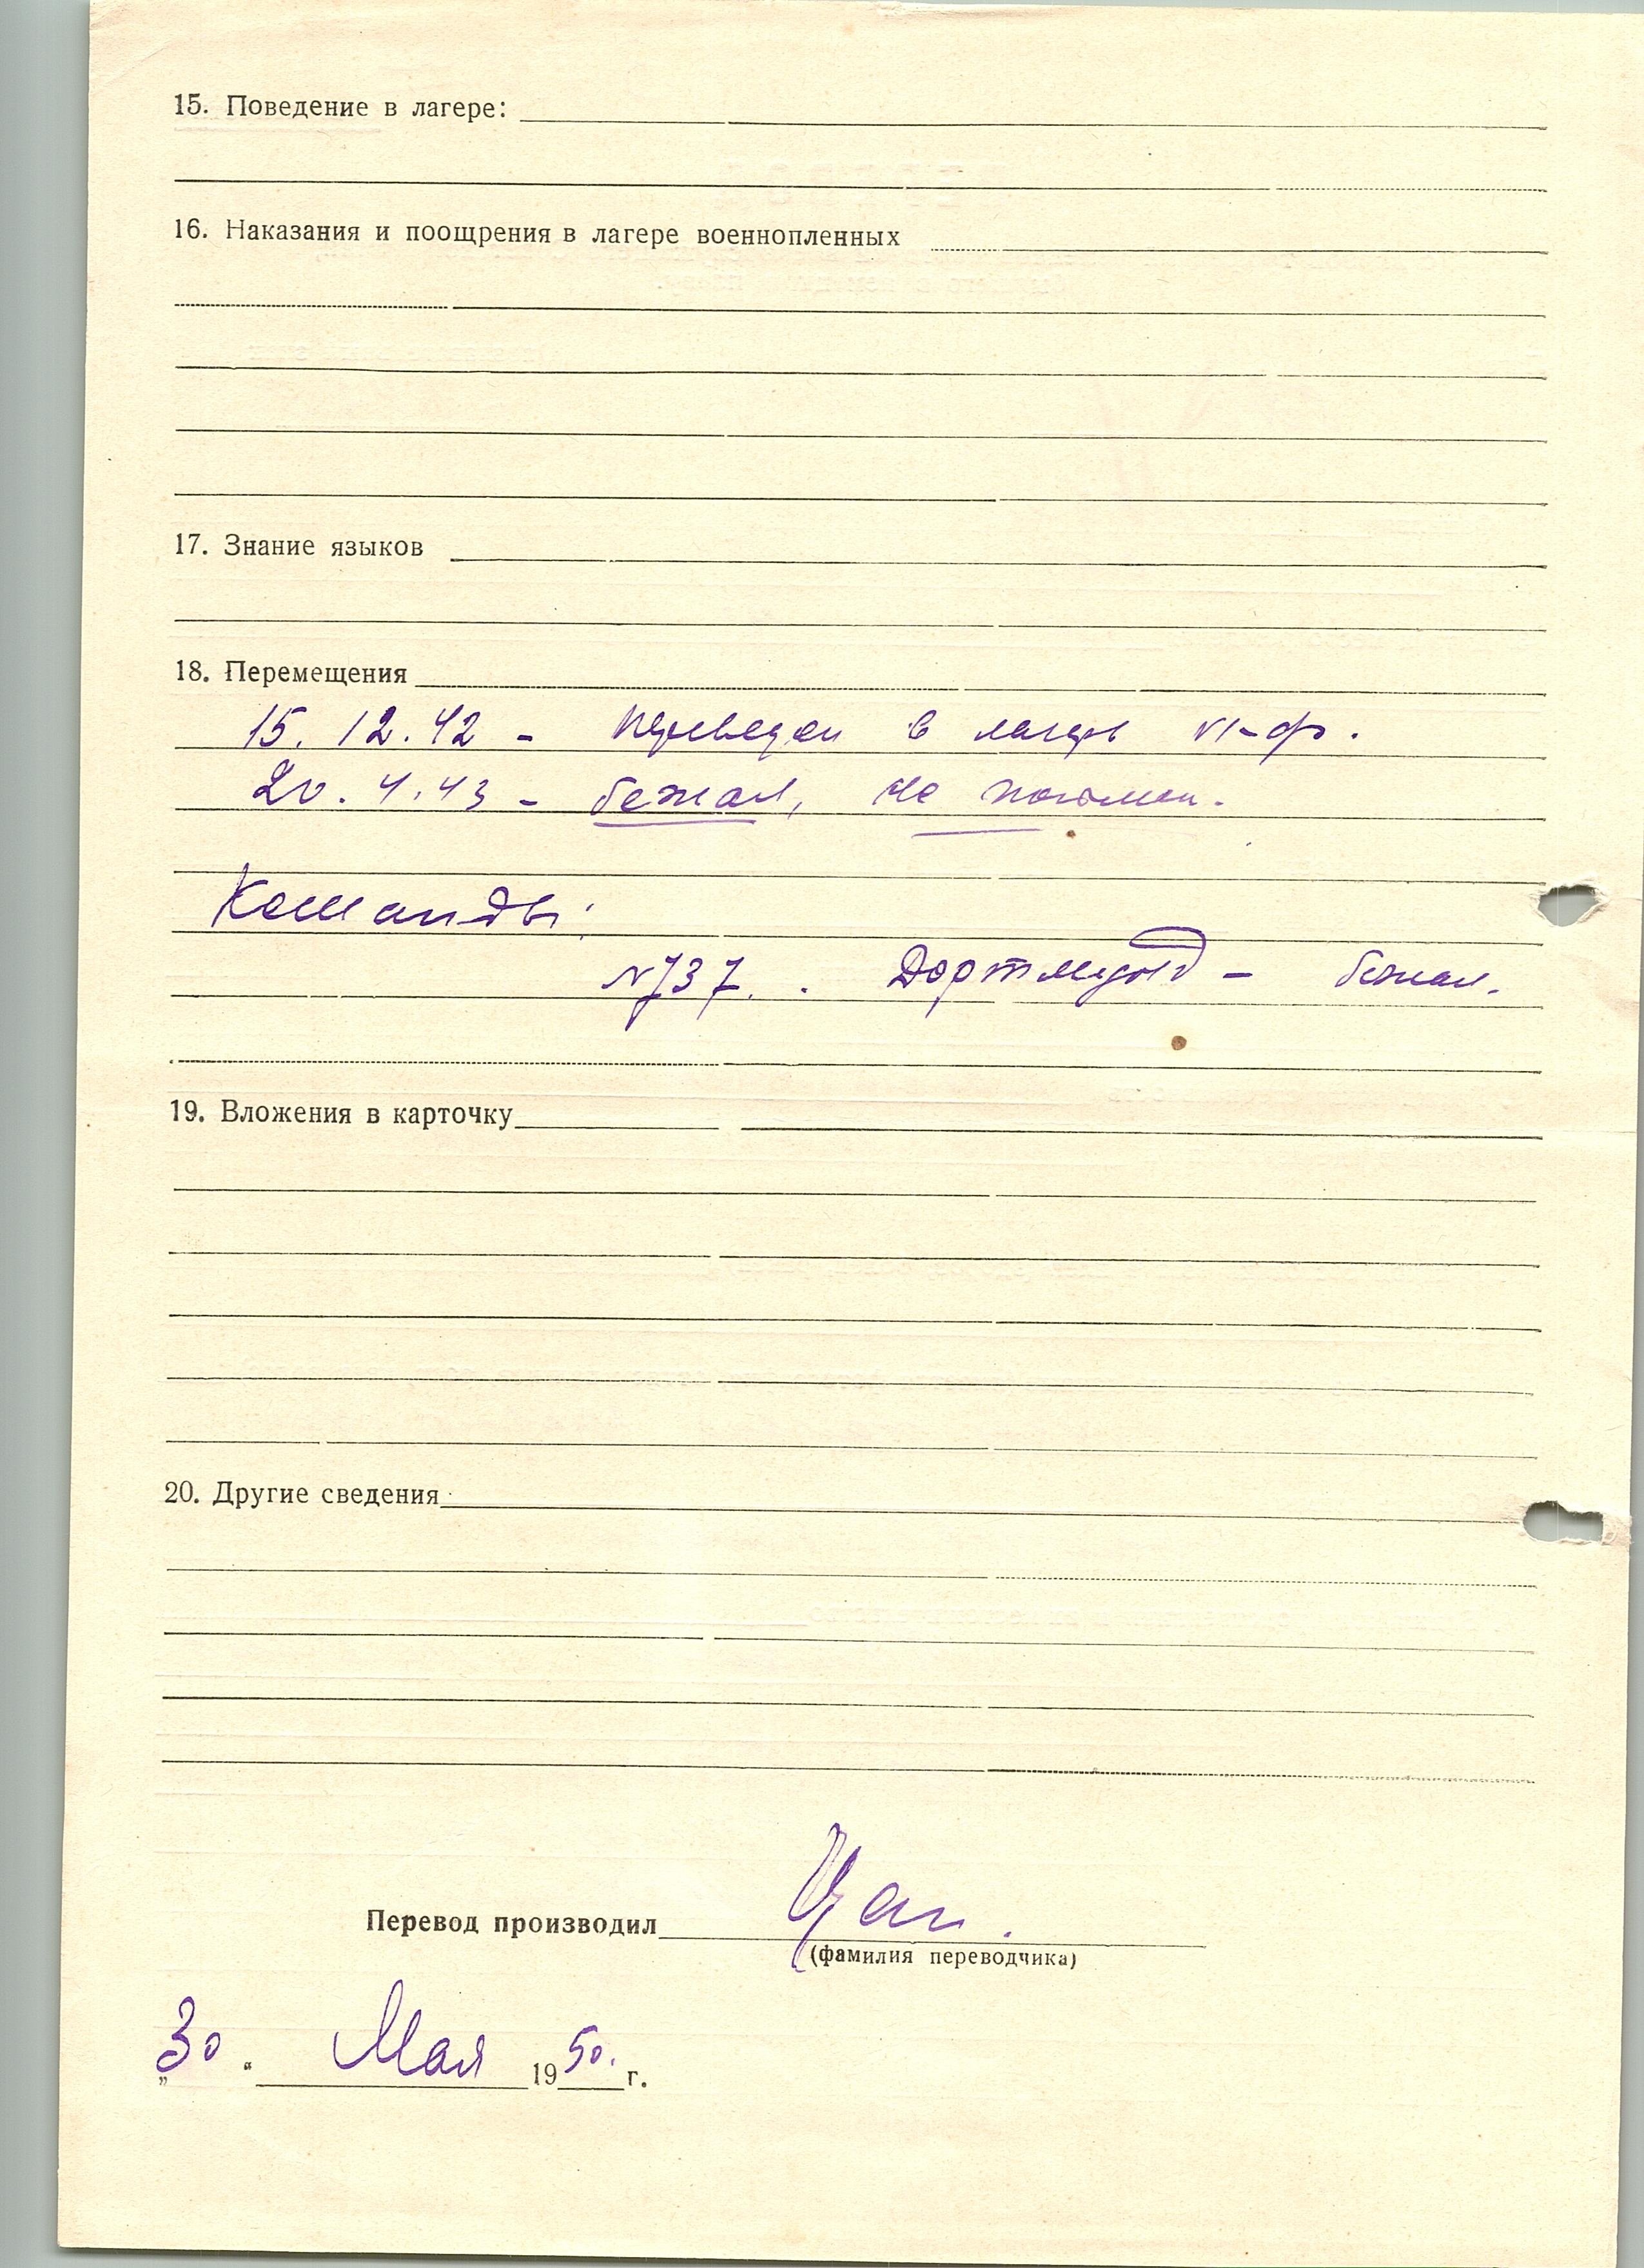 15. Поведение в лагере:
16. Наказания и поощрения в лагере военнопленных
17. Знание языков
18. Перемещения
15. 12. 42 - переведен в лагерь VI-ф.
20. 4. 43 - бежал, не пойман.
Команды:
N737. . Дортмунд - бежал.
19. Вложения в карточку
20. Другие сведения
Перевод производил Цап.
(фамилия переводчика)
„30“ Мая 1950. г.